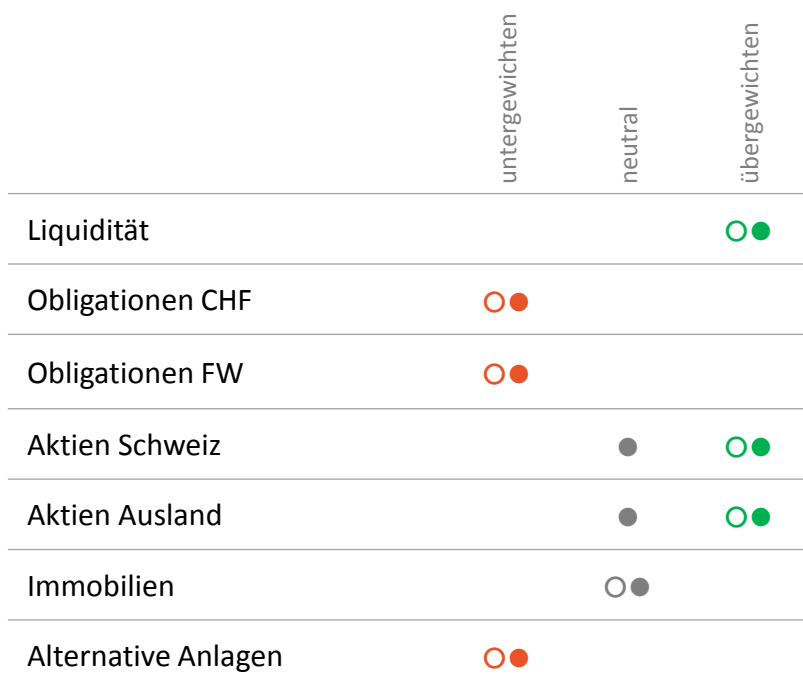 untergewichten
neutral
übergewichten
Liquidität
Obligationen CHF
Obligationen FW
Aktien Schweiz
Aktien Ausland
Immobilien
Alternative Anlagen